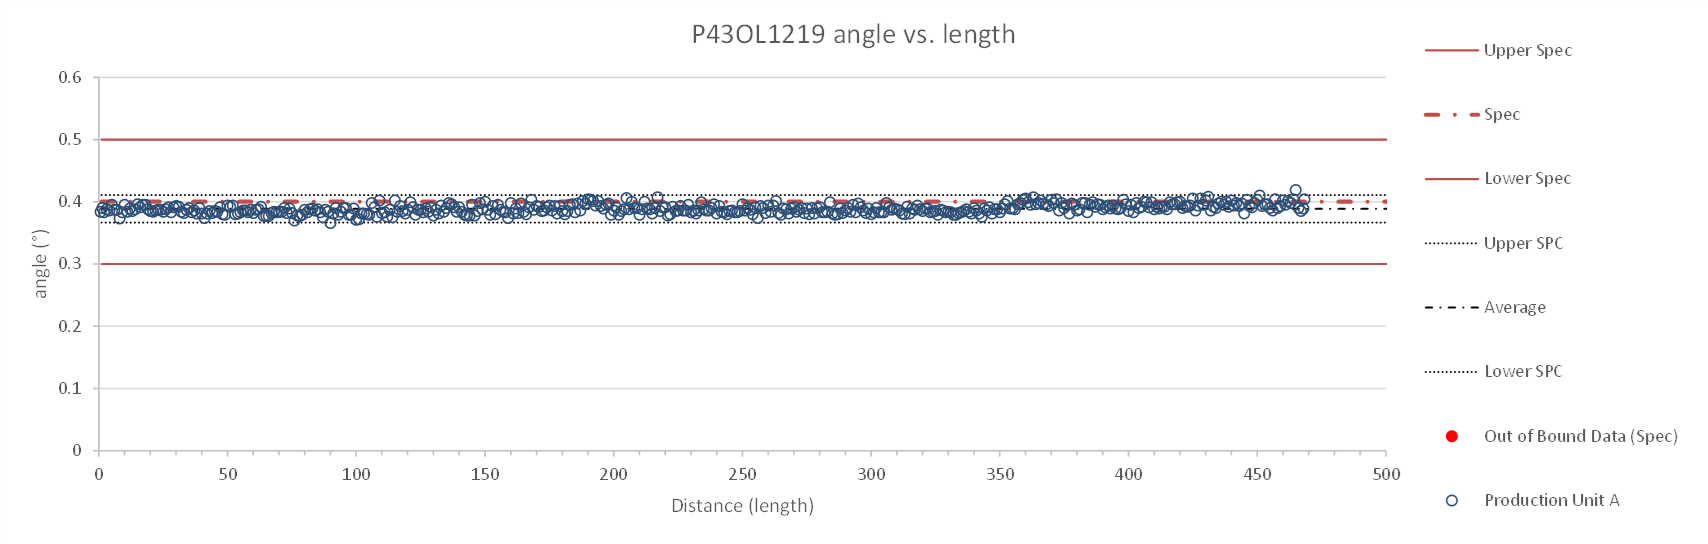 P43OL1219 angle vs. length
Upper Spec
Spec
Lower Spec
Upper SPC
Average
Lower SPC
Out of Bound Data (Spec)
Production Unit A
0.6
0.5
0.4
0.3
0.2
0.1
0
angle (°)
0 50 100 150 200 250 300 350 400 450 500
Distance (length)